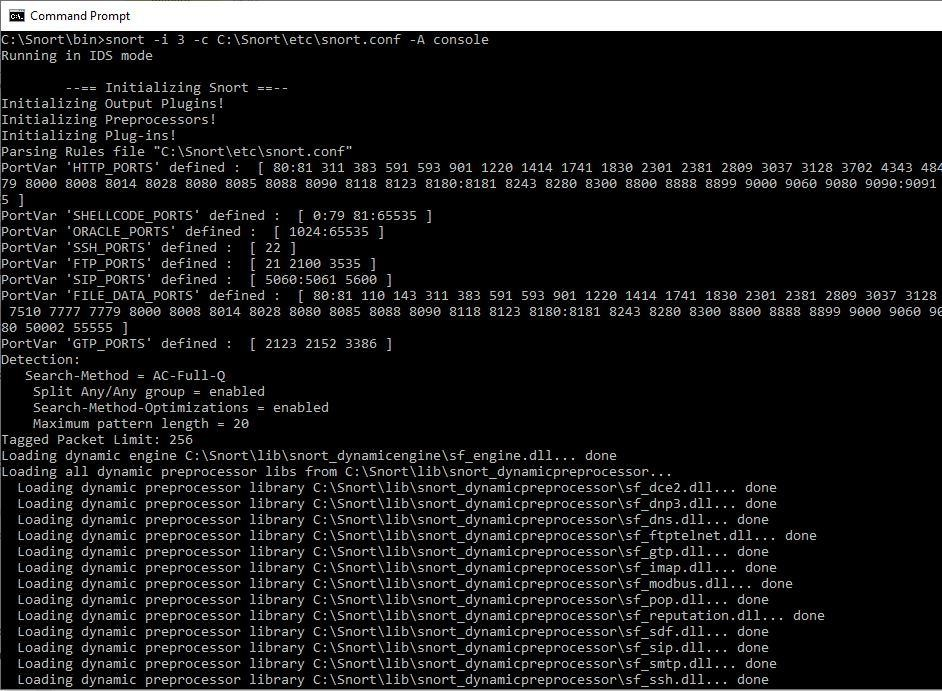 Command Prompt
C:\Snort\bin>snort -i 3 -c C:\Snort\etc\snort.conf -A console
Running in IDS mode
--== Initializing Snort ==--
Initializing Output Plugins!
Initializing Preprocessors!
Initializing Plug-ins!
Parsing Rules file "C:\Snort\etc\snort.conf"
PortVar 'HTTP_PORTS' defined :  [ 80:81 311 383 591 593 901 1220 1414 1741 1830 2301 2381 2809 3037 3128 3702 4343 484
79 8000 8008 8014 8028 8080 8085 8088 8090 8118 8123 8180:8181 8243 8280 8300 8800 8888 8899 9000 9060 9080 9090:9091
5 ]
PortVar 'SHELLCODE_PORTS' defined :  [ 0:79 81:65535 ]
PortVar 'ORACLE_PORTS' defined :  [ 1024:65535 ]
PortVar 'SSH_PORTS' defined :  [ 22 ]
PortVar 'FTP_PORTS' defined :  [ 21 2100 3535 ]
PortVar 'SIP_PORTS' defined :  [ 5060:5061 5600 ]
PortVar 'FILE_DATA_PORTS' defined :  [ 80:81 110 143 311 383 591 593 901 1220 1414 1741 1830 2301 2381 2809 3037 3128
7510 7777 7779 8000 8008 8014 8028 8080 8085 8088 8090 8118 8123 8180:8181 8243 8280 8300 8800 8888 8899 9000 9060 90
80 50002 55555 ]
PortVar 'GTP_PORTS' defined :  [ 2123 2152 3386 ]
Detection:
Search-Method = AC-Full-Q
Split Any/Any group = enabled
Search-Method-Optimizations = enabled
Maximum pattern length = 20
Tagged Packet Limit: 256
Loading dynamic engine C:\Snort\lib\snort_dynamicengine\sf_engine.dll... done
Loading all dynamic preprocessor libs from C:\Snort\lib\snort_dynamicpreprocessor...
Loading dynamic preprocessor library C:\Snort\lib\snort_dynamicpreprocessor\sf_dce2.dll... done
Loading dynamic preprocessor library C:\Snort\lib\snort_dynamicpreprocessor\sf_dnp3.dll... done
Loading dynamic preprocessor library C:\Snort\lib\snort_dynamicpreprocessor\sf_dns.dll... done
Loading dynamic preprocessor library C:\Snort\lib\snort_dynamicpreprocessor\sf_ftptelnet.dll... done
Loading dynamic preprocessor library C:\Snort\lib\snort_dynamicpreprocessor\sf_gtp.dll... done
Loading dynamic preprocessor library C:\Snort\lib\snort_dynamicpreprocessor\sf_imap.dll... done
Loading dynamic preprocessor library C:\Snort\lib\snort_dynamicpreprocessor\sf_modbus.dll... done
Loading dynamic preprocessor library C:\Snort\lib\snort_dynamicpreprocessor\sf_pop.dll... done
Loading dynamic preprocessor library C:\Snort\lib\snort_dynamicpreprocessor\sf_reputation.dll... done
Loading dynamic preprocessor library C:\Snort\lib\snort_dynamicpreprocessor\sf_sdf.dll... done
Loading dynamic preprocessor library C:\Snort\lib\snort_dynamicpreprocessor\sf_sip.dll... done
Loading dynamic preprocessor library C:\Snort\lib\snort_dynamicpreprocessor\sf_smtp.dll... done
Loading dynamic preprocessor library C:\Snort\lib\snort_dynamicpreprocessor\sf_ssh.dll... done